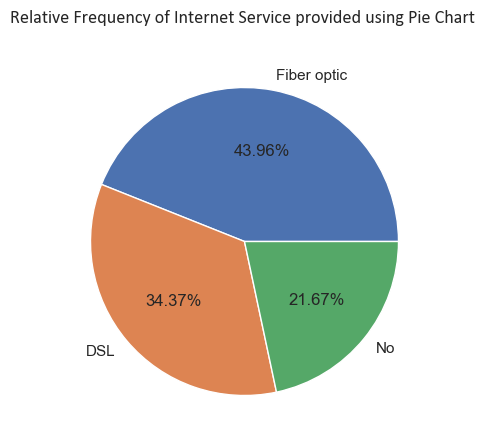 Relative Frequency of Internet Service provided using Pie Chart
Fiber optic
43.96%
34.37%
21.67%
DSL
No